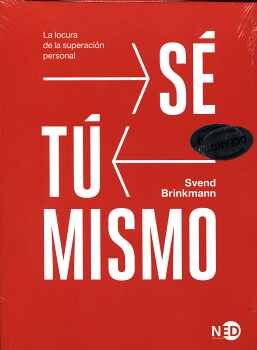 La locura
de la superación
personal
SÉ
TÚ
Svend
Brinkmann
MISMO
NED